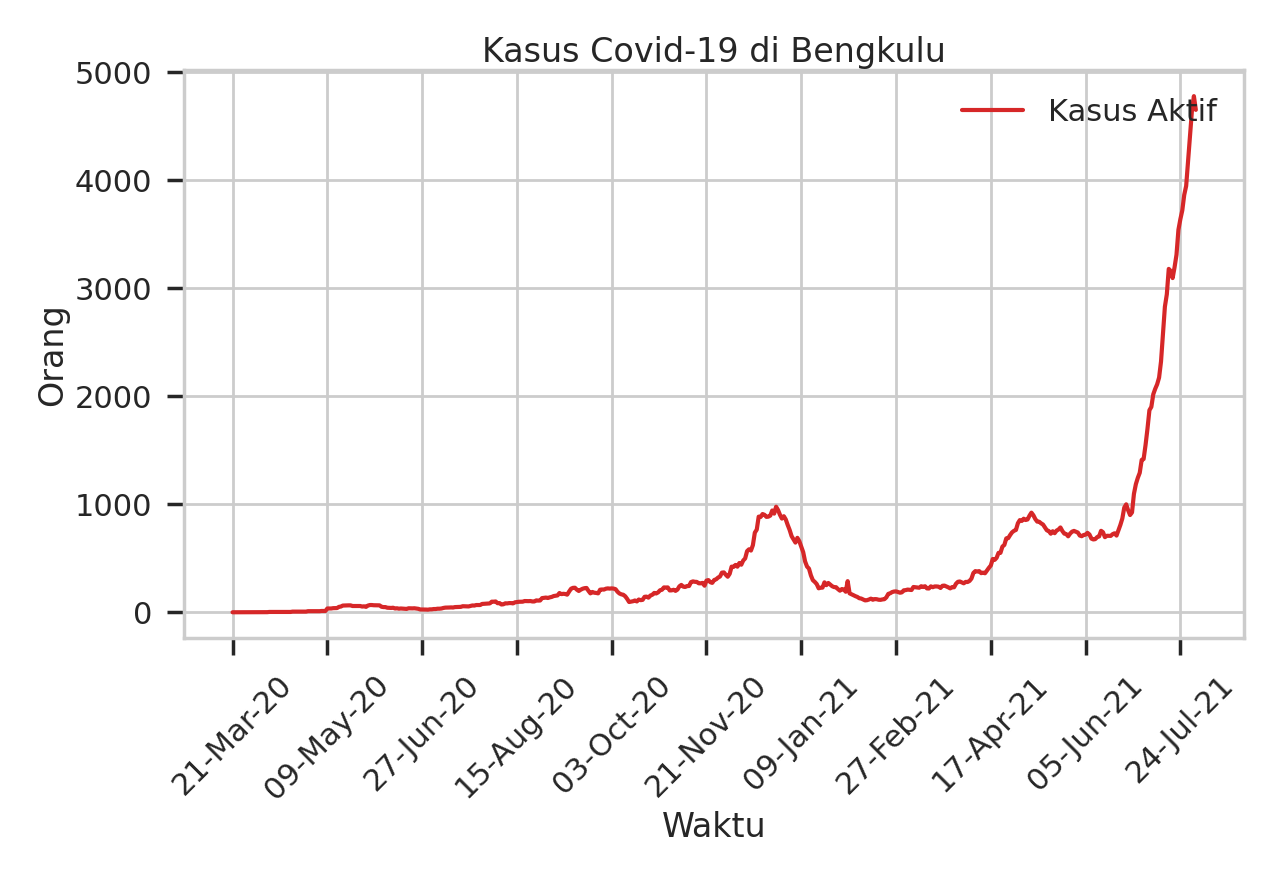 Kasus Covid-19 di Bengkulu
Kasus Aktif
Orang
5000
4000
3000
2000
1000
0
21-Mar-20
09-May-20
27-Jun-20
15-Aug-20
03-Oct-20
21-Nov-20
09-Jan-21
27-Feb-21
17-Apr-21
05-Jun-21
24-Jul-21
Waktu